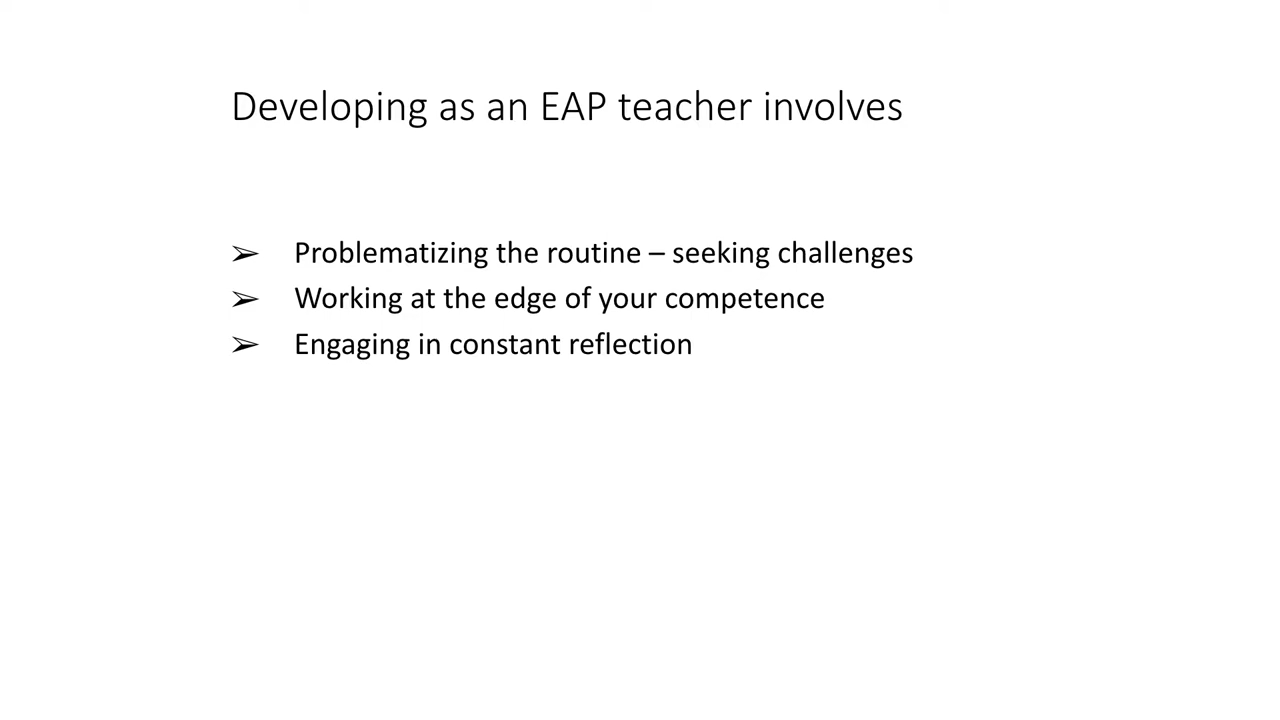 Developing as an EAP teacher involves
➢ Problematizing the routine – seeking challenges
➢ Working at the edge of your competence
➢ Engaging in constant reflection